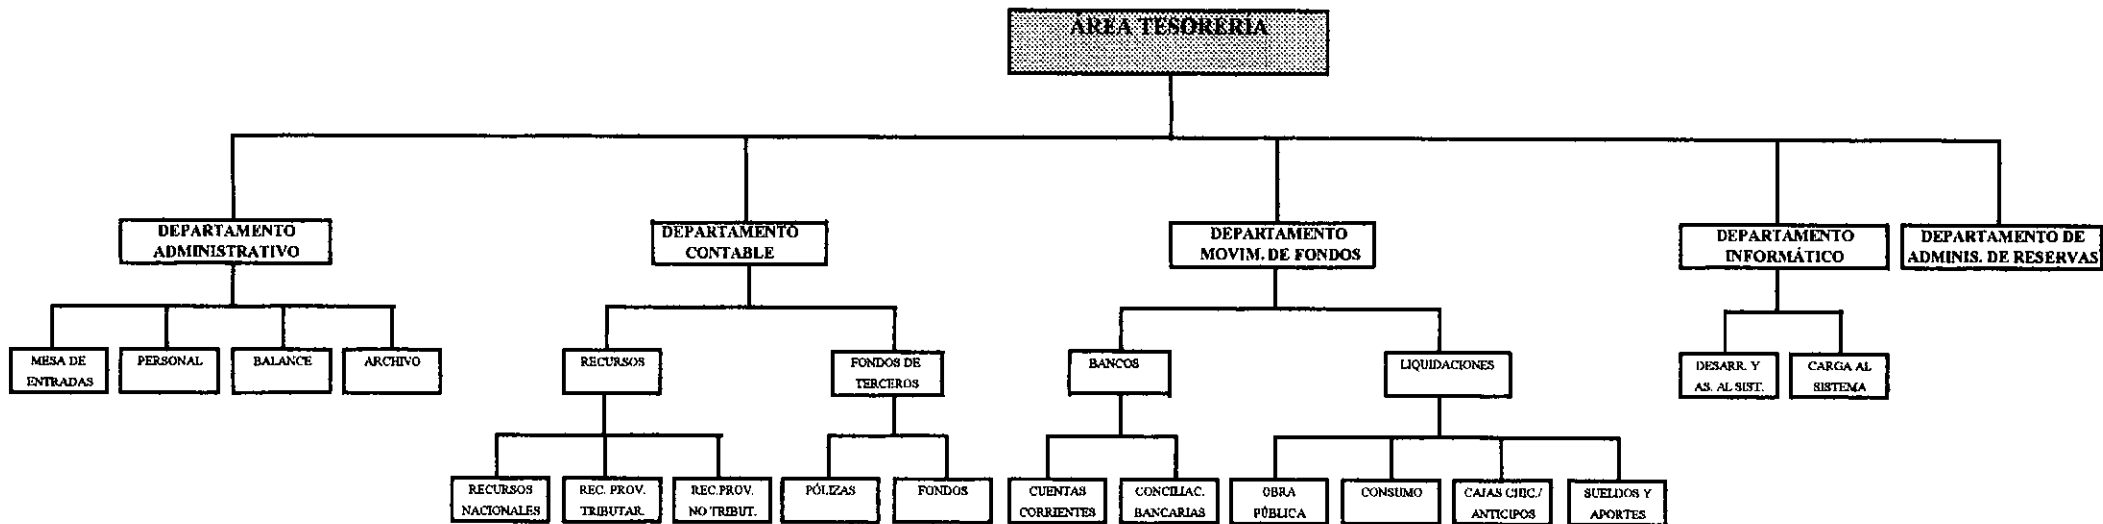 ÁREA TESORERÍA
DEPARTAMENTO
ADMINISTRATIVO
DEPARTAMENTO
CONTABLE
DEPARTAMENTO
MOVIM. DE FONDOS
DEPARTAMENTO
INFORMÁTICO
DEPARTAMENTO DE
ADMINIS. DE RESERVAS
MESA DE
ENTRADAS
PERSONAL
BALANCE
ARCHIVO
RECURSOS
FONDOS DE
TERCEROS
BANCOS
LIQUIDACIONES
DESARR. Y
AS. AL SIST.
CARGA AL
SISTEMA
RECURSOS
NACIONALES
REC. PROV.
TRIBUTAR.
REC.PROV.
NO TRIBUT.
PÓLIZAS
FONDOS
CUENTAS
CORRIENTES
CONCILIAC.
BANCARIAS
OBRA
PÚBLICA
CONSUMO
CAJAS CHIC./
ANTICIPOS
SUELDOS Y
APORTES